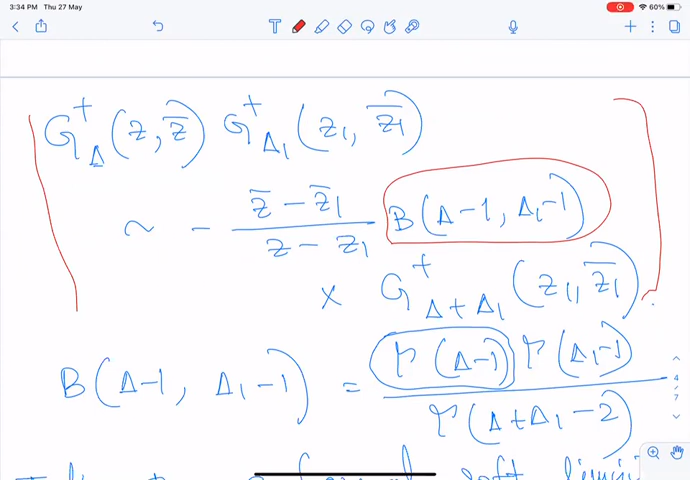 3:34 PM Thu 27 May
60%
G⁺_Δ (z, z̄) G⁺_Δ₁ (z₁, z̄₁)
~ - (z̄ - z̄₁)/(z - z₁) B(Δ-1, Δ₁-1)
× G⁺_{Δ+Δ₁} (z₁, z̄₁)
B(Δ-1, Δ₁-1) = Γ(Δ-1) Γ(Δ₁-1) / Γ(Δ+Δ₁-2)
4/7